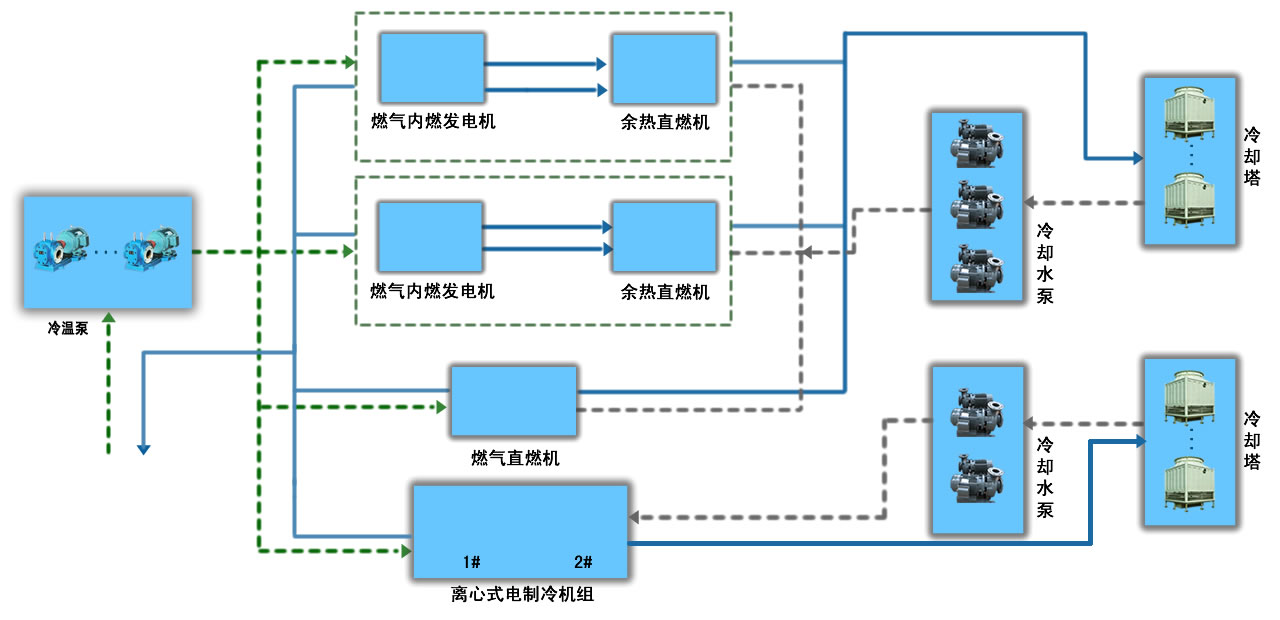 燃气内燃发电机
余热直燃机
冷却塔
冷却水泵
燃气内燃发电机
余热直燃机
冷温泵
燃气直燃机
冷却水泵
冷却塔
1#
2#
离心式电制冷机组